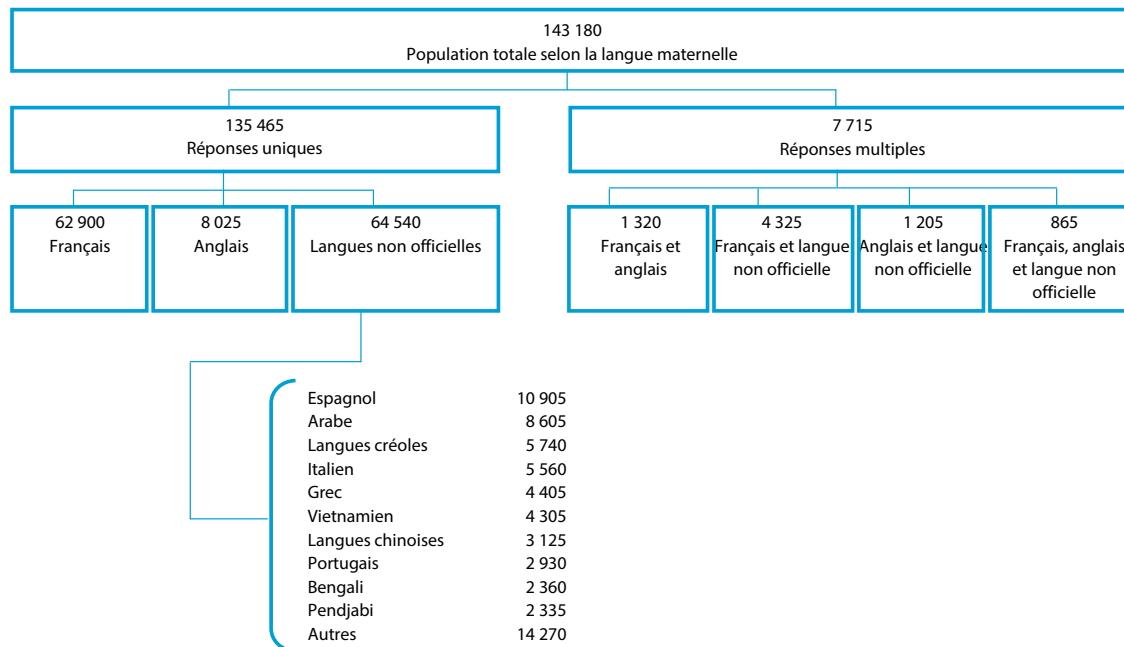 143 180
Population totale selon la langue maternelle
135 465
Réponses uniques
7 715
Réponses multiples
62 900
Français
8 025
Anglais
64 540
Langues non officielles
1 320
Français et
anglais
4 325
Français et langue
non officielle
1 205
Anglais et langue
non officielle
865
Français, anglais
et langue non
officielle
Espagnol 10 905
Arabe 8 605
Langues créoles 5 740
Italien 5 560
Grec 4 405
Vietnamien 4 305
Langues chinoises 3 125
Portugais 2 930
Bengali 2 360
Pendjabi 2 335
Autres 14 270